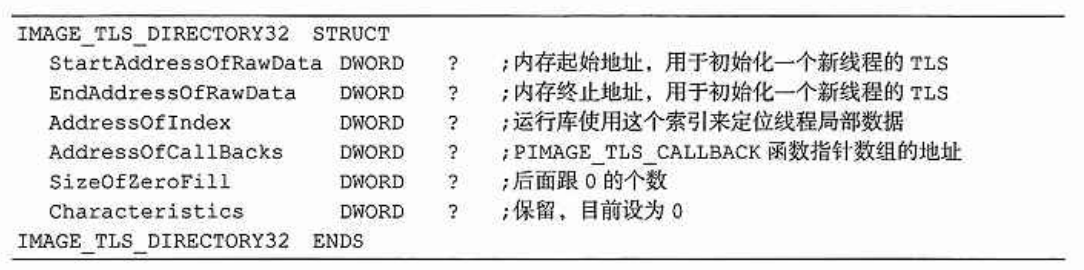 IMAGE_TLS_DIRECTORY32 STRUCT
StartAddressOfRawData DWORD ? ;内存起始地址，用于初始化一个新线程的 TLS
EndAddressOfRawData DWORD ? ;内存终止地址，用于初始化一个新线程的 TLS
AddressOfIndex DWORD ? ;运行库使用这个索引来定位线程局部数据
AddressOfCallBacks DWORD ? ;PIMAGE_TLS_CALLBACK 函数指针数组的地址
SizeOfZeroFill DWORD ? ;后面跟 0 的个数
Characteristics DWORD ? ;保留，目前设为 0
IMAGE_TLS_DIRECTORY32 ENDS